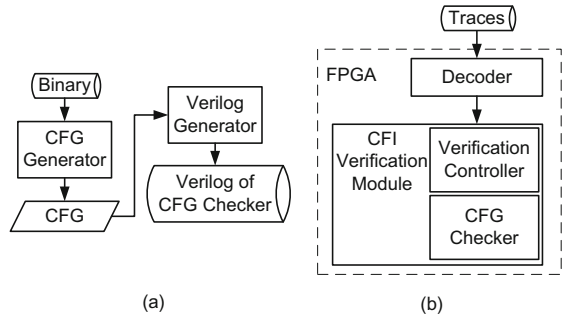 Binary
CFG
Generator
CFG
Verilog
Generator
Verilog of
CFG Checker
(a)
Traces
FPGA
Decoder
CFI
Verification
Module
Verification
Controller
CFG
Checker
(b)